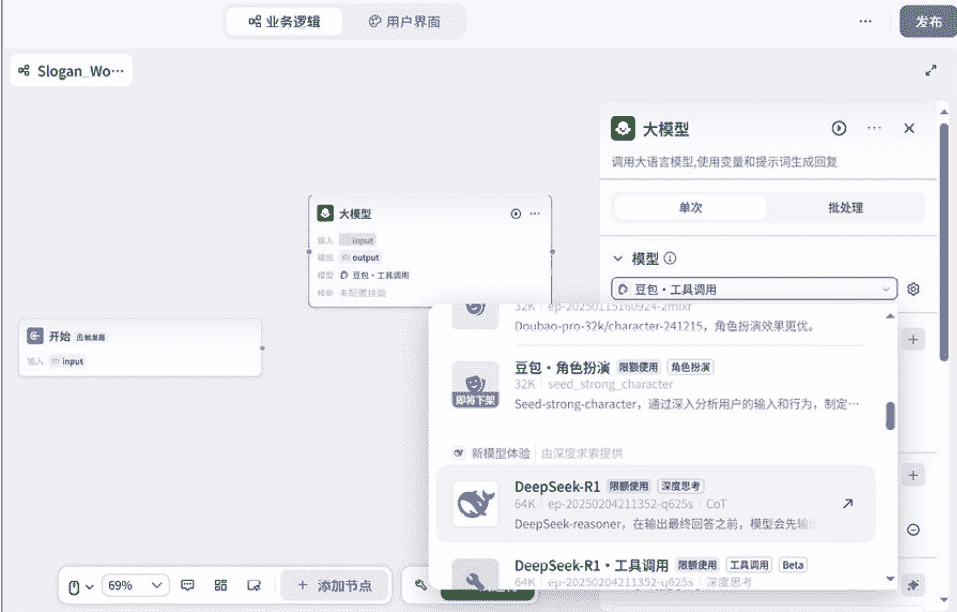 业务逻辑
用户界面
发布
Slogan_Wo…
大模型
调用大语言模型,使用变量和提示词生成回复
单次
批处理
模型
豆包·工具调用
大模型
输入 input
输出 str. output
模型 豆包·工具调用
技能 未配置技能
开始
触发器
输入 str. input
32K | ep-20250115160924-2mixr
Doubao-pro-32k/character-241215，角色扮演效果更优。
豆包·角色扮演 限额使用 角色扮演
32K | seed_strong_character
即将下架
Seed-strong-character，通过深入分析用户的输入和行为，制定…
新模型体验 | 由深度求索提供
DeepSeek-R1 限额使用 深度思考
64K | ep-20250204211352-q625s | CoT
DeepSeek-reasoner，在输出最终回答之前，模型会先输出
DeepSeek-R1·工具调用 限额使用 工具调用 Beta
64K | ep-20250204211352-q625s | 深度思考
69%
+ 添加节点